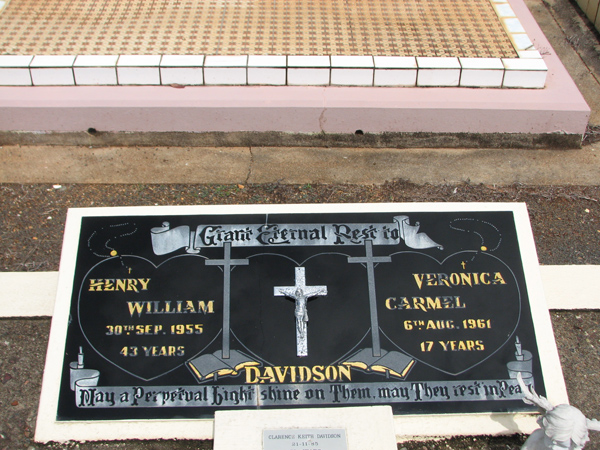 Grant Eternal Rest to
HENRY
WILLIAM
30TH SEP. 1955
43 YEARS
VERONICA
CARMEL
6TH AUG. 1961
17 YEARS
DAVIDSON
May a Perpetual Light shine on Them, may They rest in Peace
CLARENCE KEITH DAVIDSON